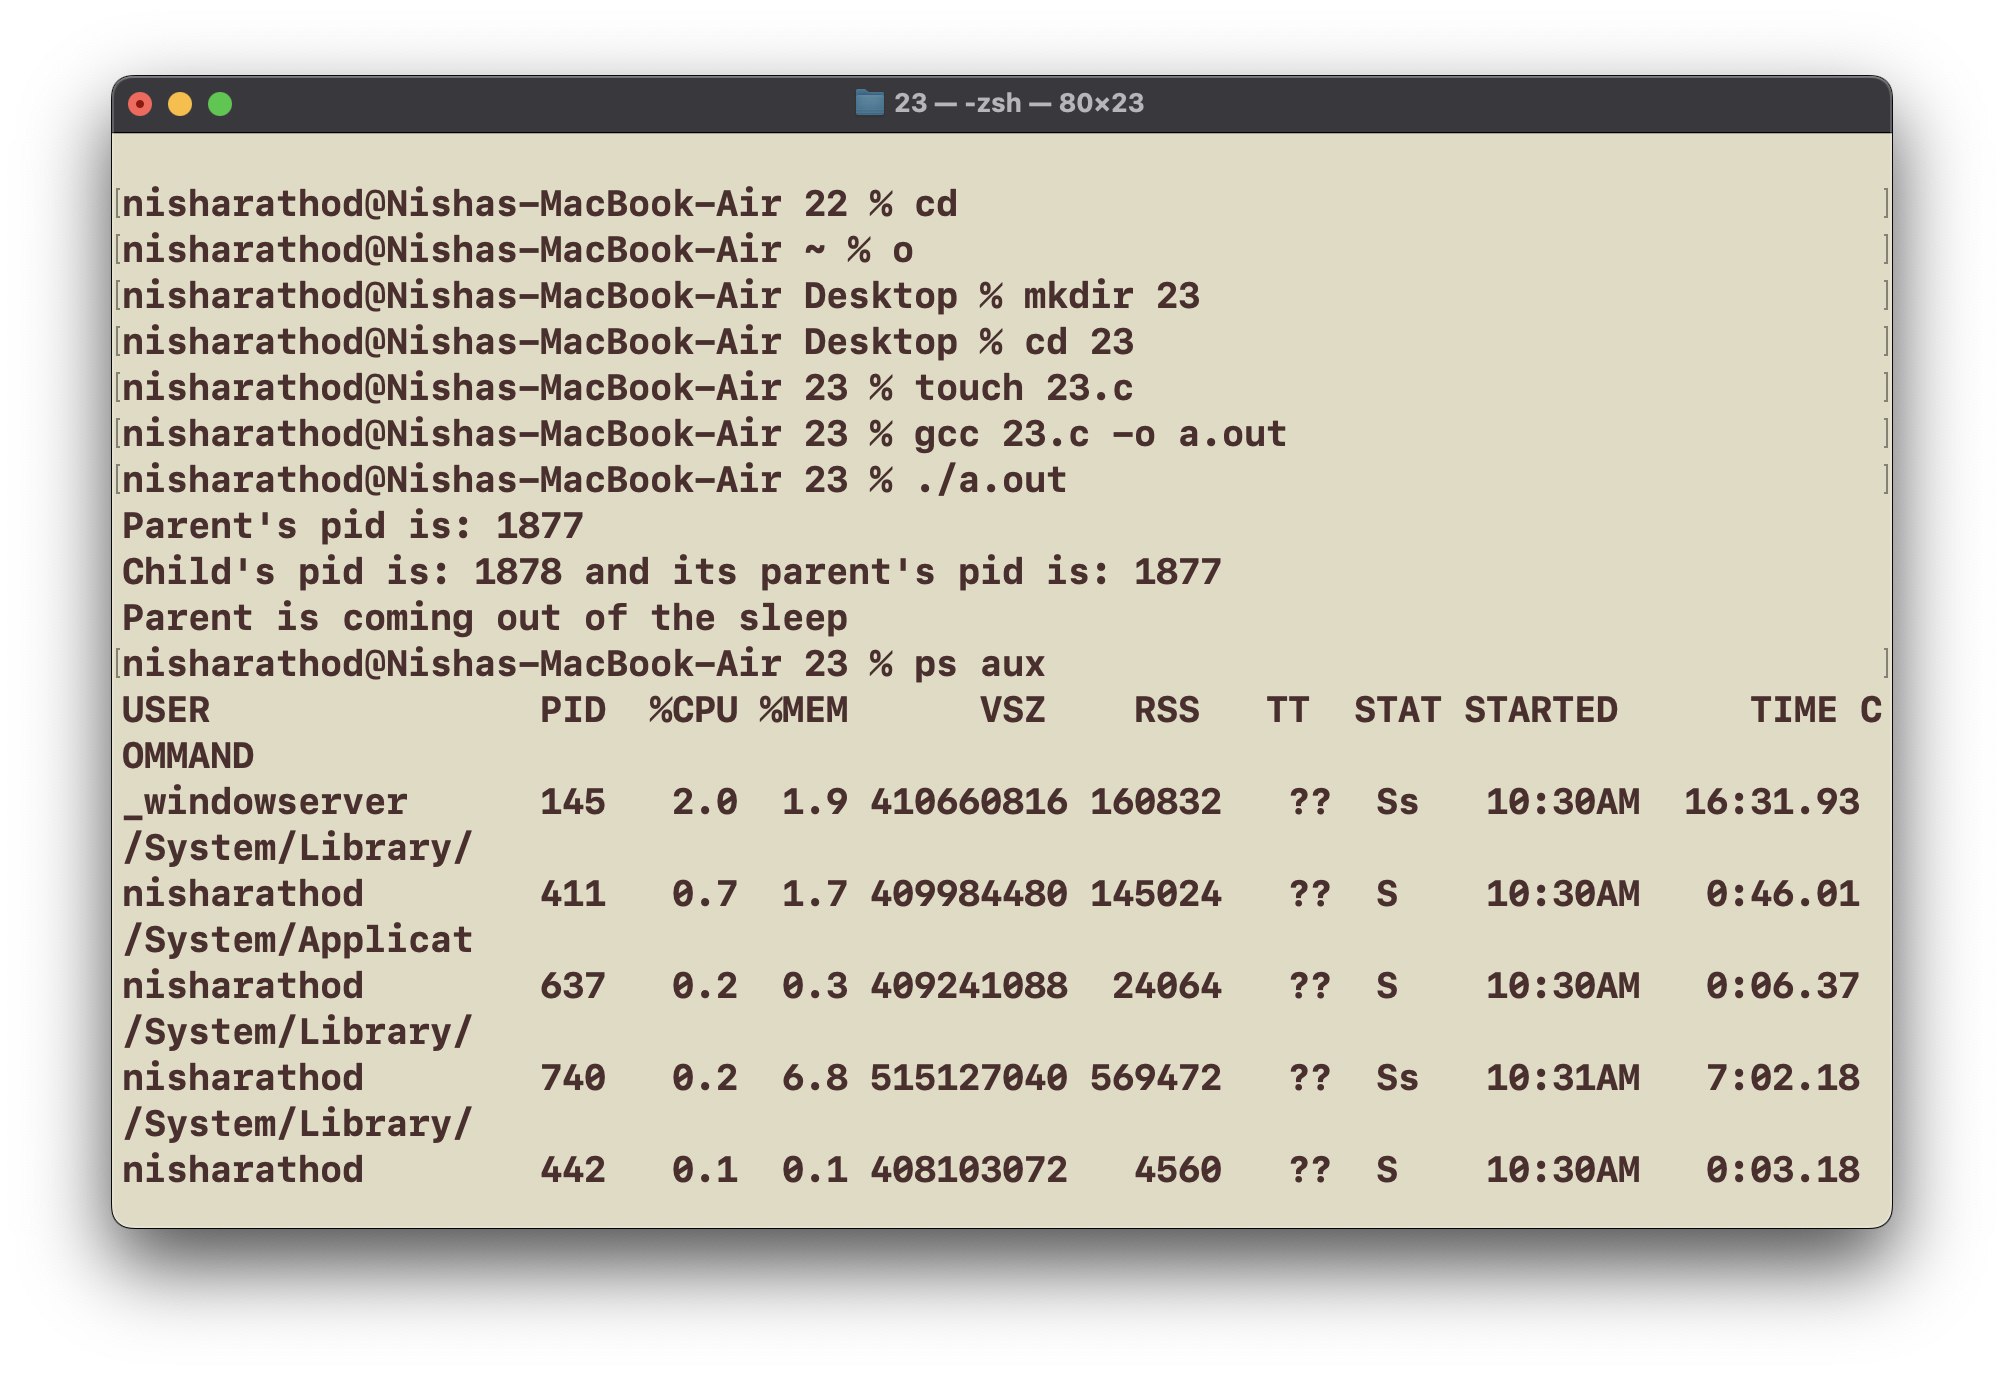 23 — -zsh — 80×23
nisharathod@Nishas-MacBook-Air 22 % cd
nisharathod@Nishas-MacBook-Air ~ % o
nisharathod@Nishas-MacBook-Air Desktop % mkdir 23
nisharathod@Nishas-MacBook-Air Desktop % cd 23
nisharathod@Nishas-MacBook-Air 23 % touch 23.c
nisharathod@Nishas-MacBook-Air 23 % gcc 23.c -o a.out
nisharathod@Nishas-MacBook-Air 23 % ./a.out
Parent's pid is: 1877
Child's pid is: 1878 and its parent's pid is: 1877
Parent is coming out of the sleep
nisharathod@Nishas-MacBook-Air 23 % ps aux
USER               PID  %CPU %MEM      VSZ    RSS   TT  STAT STARTED      TIME C
OMMAND
_windowserver      145   2.0  1.9 410660816 160832   ??  Ss   10:30AM  16:31.93
/System/Library/
nisharathod        411   0.7  1.7 409984480 145024   ??  S    10:30AM   0:46.01
/System/Applicat
nisharathod        637   0.2  0.3 409241088  24064   ??  S    10:30AM   0:06.37
/System/Library/
nisharathod        740   0.2  6.8 515127040 569472   ??  Ss   10:31AM   7:02.18
/System/Library/
nisharathod        442   0.1  0.1 408103072   4560   ??  S    10:30AM   0:03.18